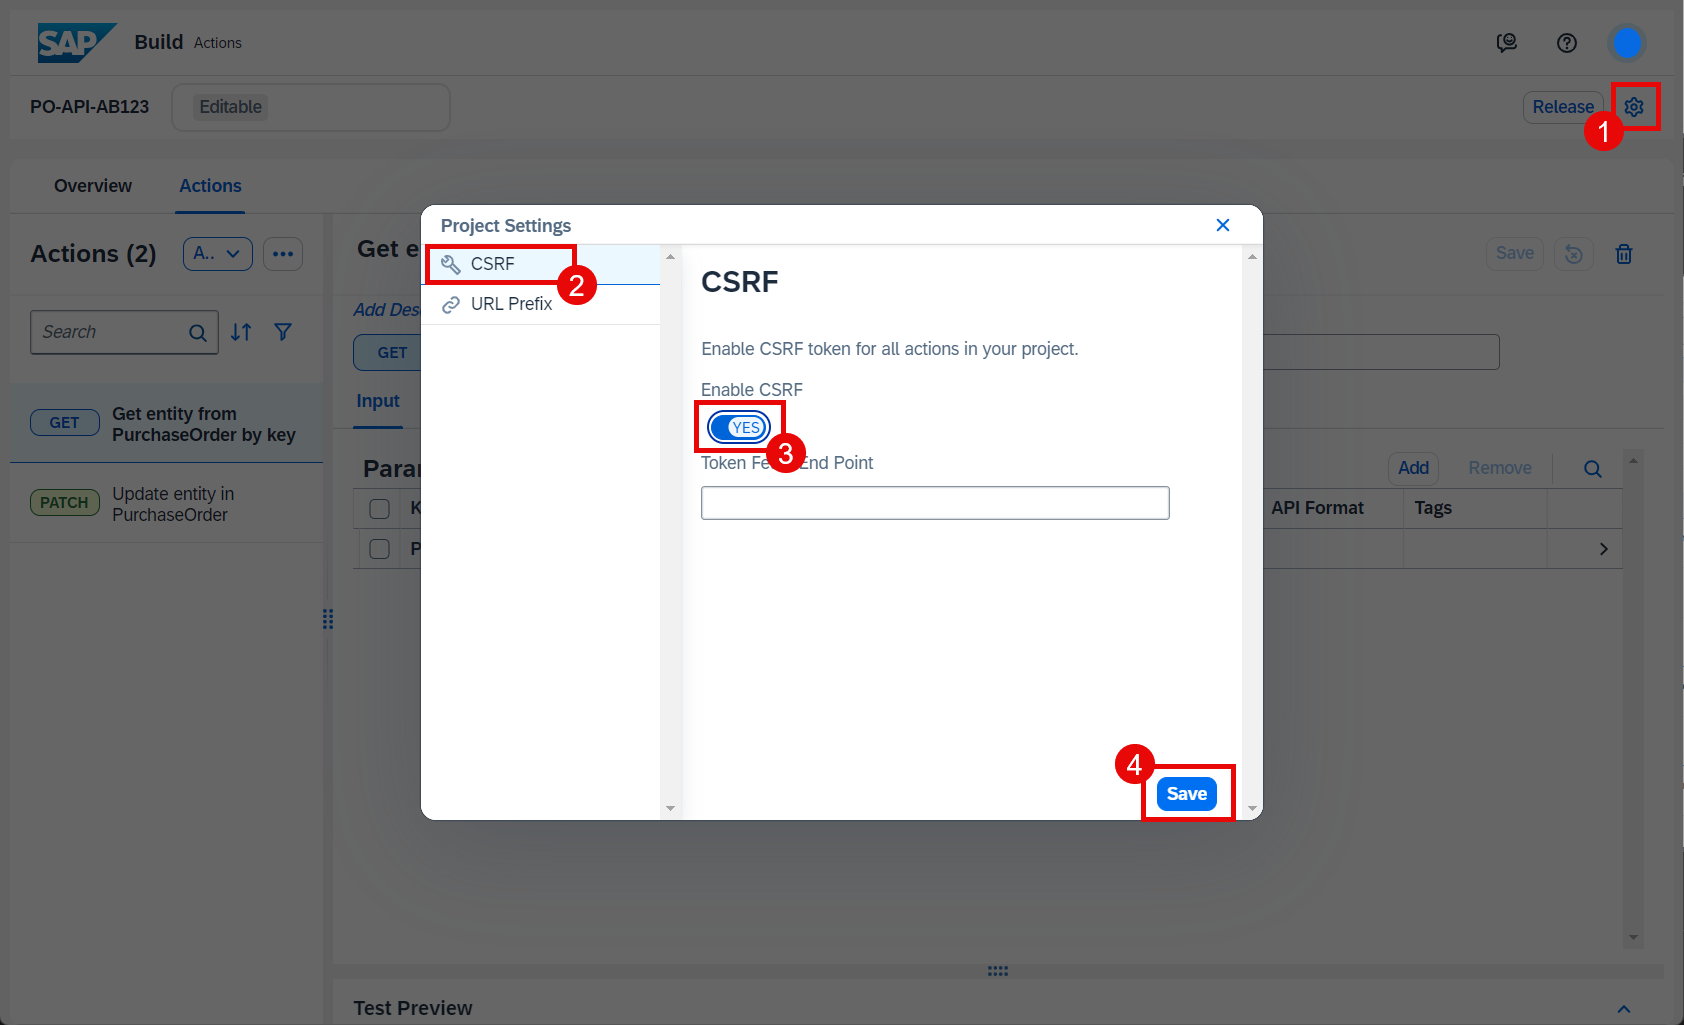 SAP Build Actions
PO-API-AB123 Editable Release
1
Overview Actions
Project Settings
Actions (2) A.. Get e Save
CSRF
2
CSRF
URL Prefix
Add Des
Search
Enable CSRF token for all actions in your project.
GET
Enable CSRF
Input
GET Get entity from
PurchaseOrder by key
YES
3
Token Fe End Point
Parar Add Remove
PATCH Update entity in
PurchaseOrder
K API Format Tags
P
4
Save
Test Preview